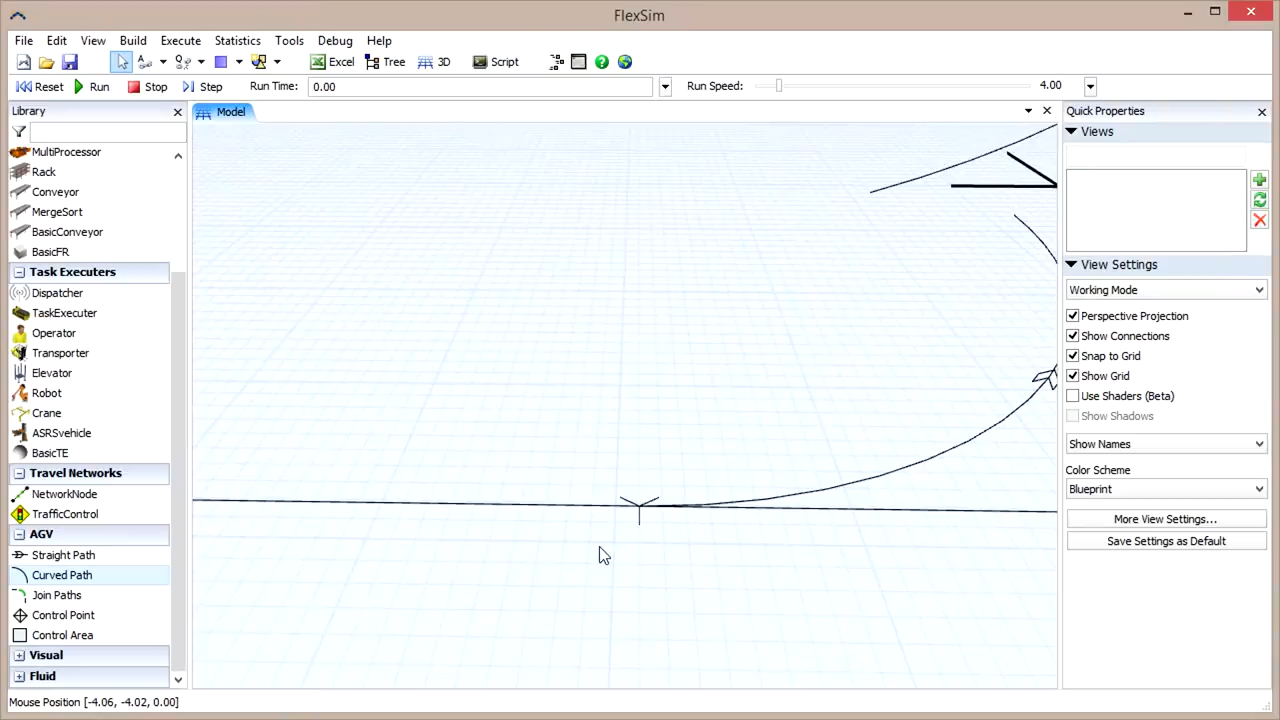 FlexSim
File Edit View Build Execute Statistics Tools Debug Help
Excel Tree 3D Script
Reset Run Stop Step Run Time: 0.00 Run Speed: 4.00
Library
Model
Quick Properties
MultiProcessor
Rack
Conveyor
MergeSort
BasicConveyor
BasicFR
Task Executers
Dispatcher
TaskExecuter
Operator
Transporter
Elevator
Robot
Crane
ASRSvehicle
BasicTE
Travel Networks
NetworkNode
TrafficControl
AGV
Straight Path
Curved Path
Join Paths
Control Point
Control Area
Visual
Fluid
Views
View Settings
Working Mode
Perspective Projection
Show Connections
Snap to Grid
Show Grid
Use Shaders (Beta)
Show Shadows
Show Names
Color Scheme
Blueprint
More View Settings...
Save Settings as Default
Mouse Position [-4.06, -4.02, 0.00]